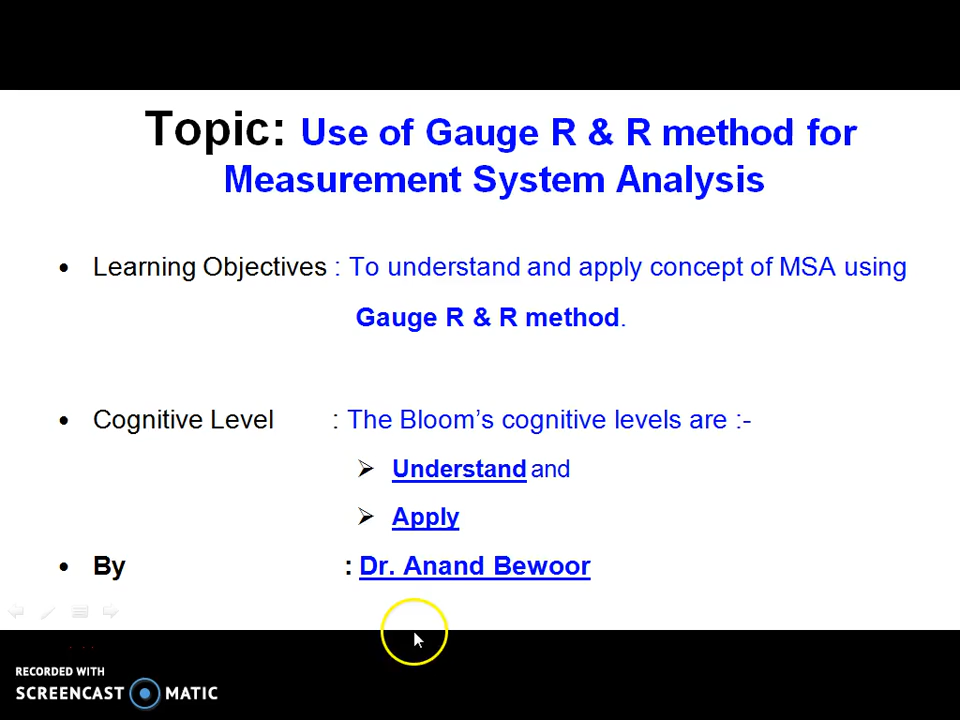 Topic: Use of Gauge R & R method for
Measurement System Analysis
• Learning Objectives : To understand and apply concept of MSA using
Gauge R & R method.
• Cognitive Level : The Bloom’s cognitive levels are :-
➢ Understand and
➢ Apply
• By : Dr. Anand Bewoor
RECORDED WITH
SCREENCAST MATIC